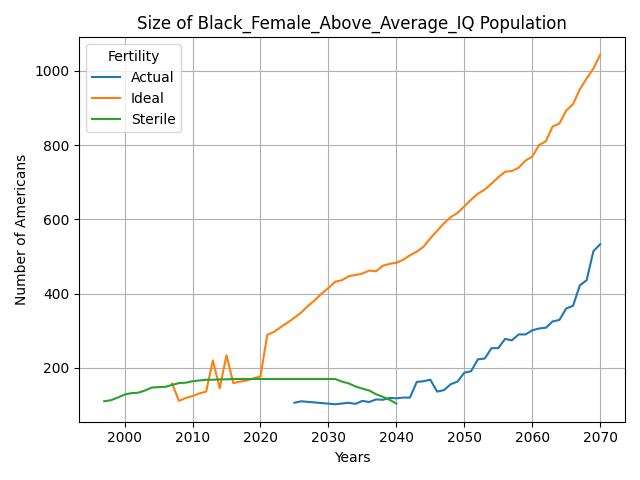 Size of Black_Female_Above_Average_IQ Population
Fertility
Actual
Ideal
Sterile
Number of Americans
1000
800
600
400
200
2000 2010 2020 2030 2040 2050 2060 2070
Years